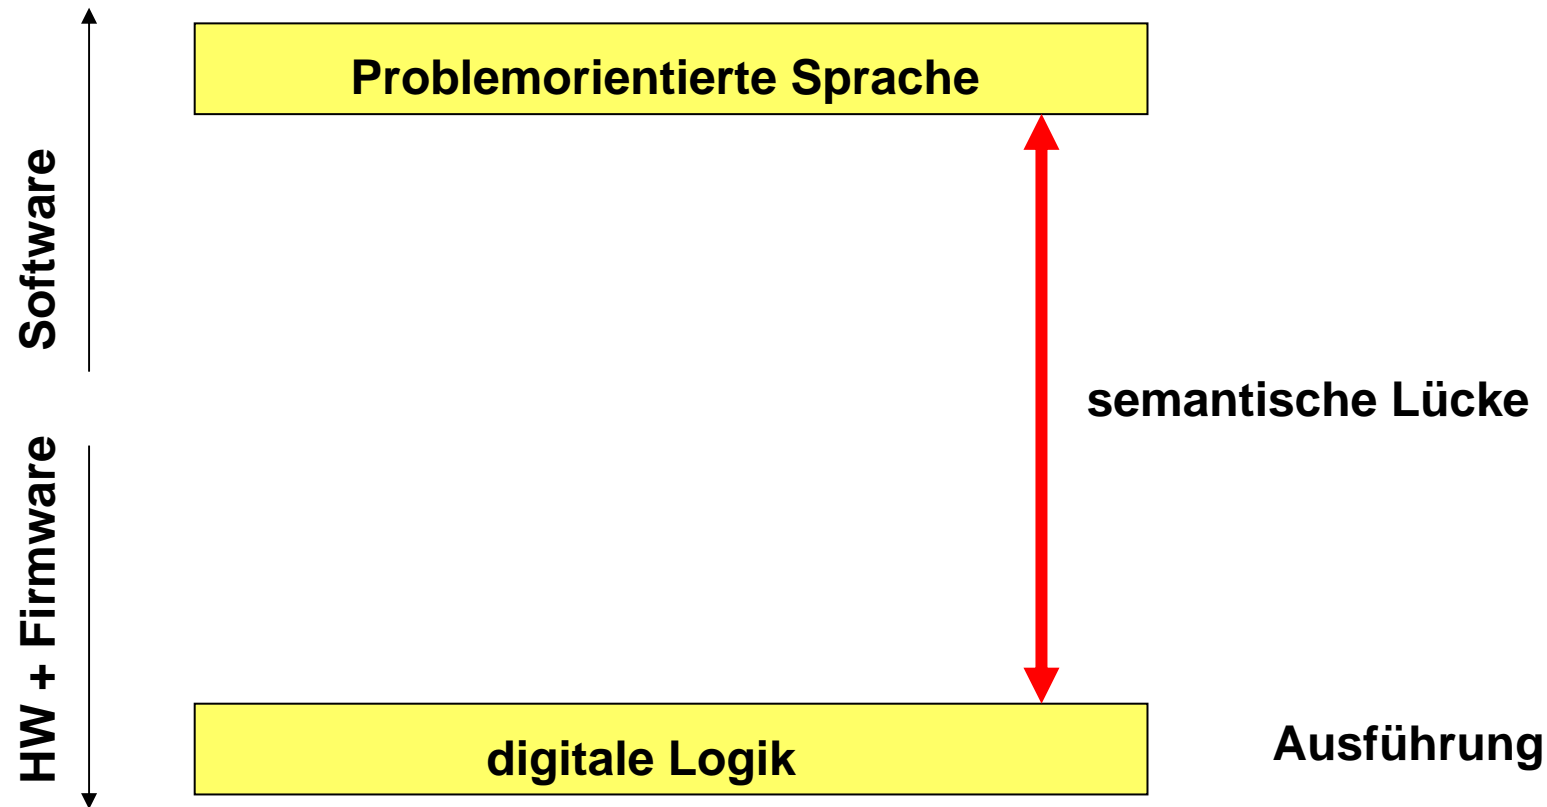 Problemorientierte Sprache
Software
semantische Lücke
HW + Firmware
digitale Logik
Ausführung